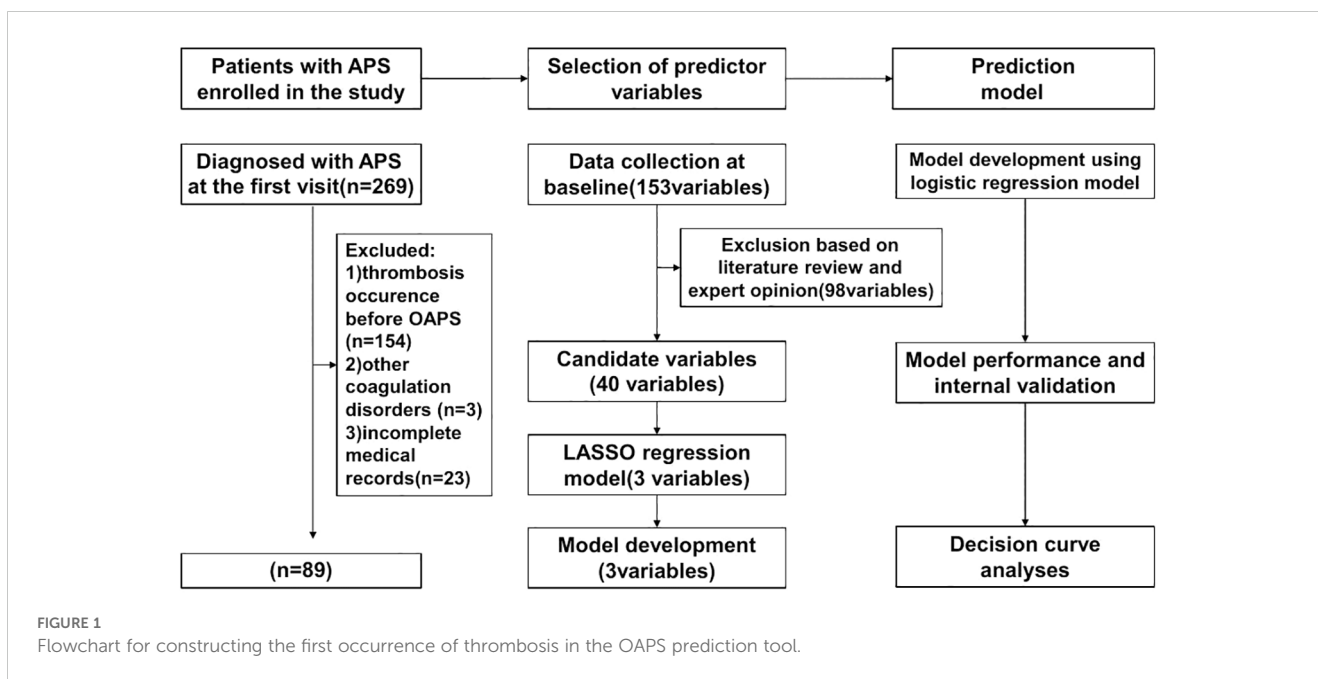 Patients with APS
enrolled in the study
Selection of predictor
variables
Prediction
model
Diagnosed with APS
at the first visit(n=269)
Excluded:
1)thrombosis
occurence
before OAPS
(n=154)
2)other
coagulation
disorders (n=3)
3)incomplete
medical
records(n=23)
(n=89)
Data collection at
baseline(153variables)
Exclusion based on
literature review and
expert opinion(98variables)
Candidate variables
(40 variables)
LASSO regression
model(3 variables)
Model development
(3variables)
Model development using
logistic regression model
Model performance and
internal validation
Decision curve
analyses
FIGURE 1
Flowchart for constructing the first occurrence of thrombosis in the OAPS prediction tool.